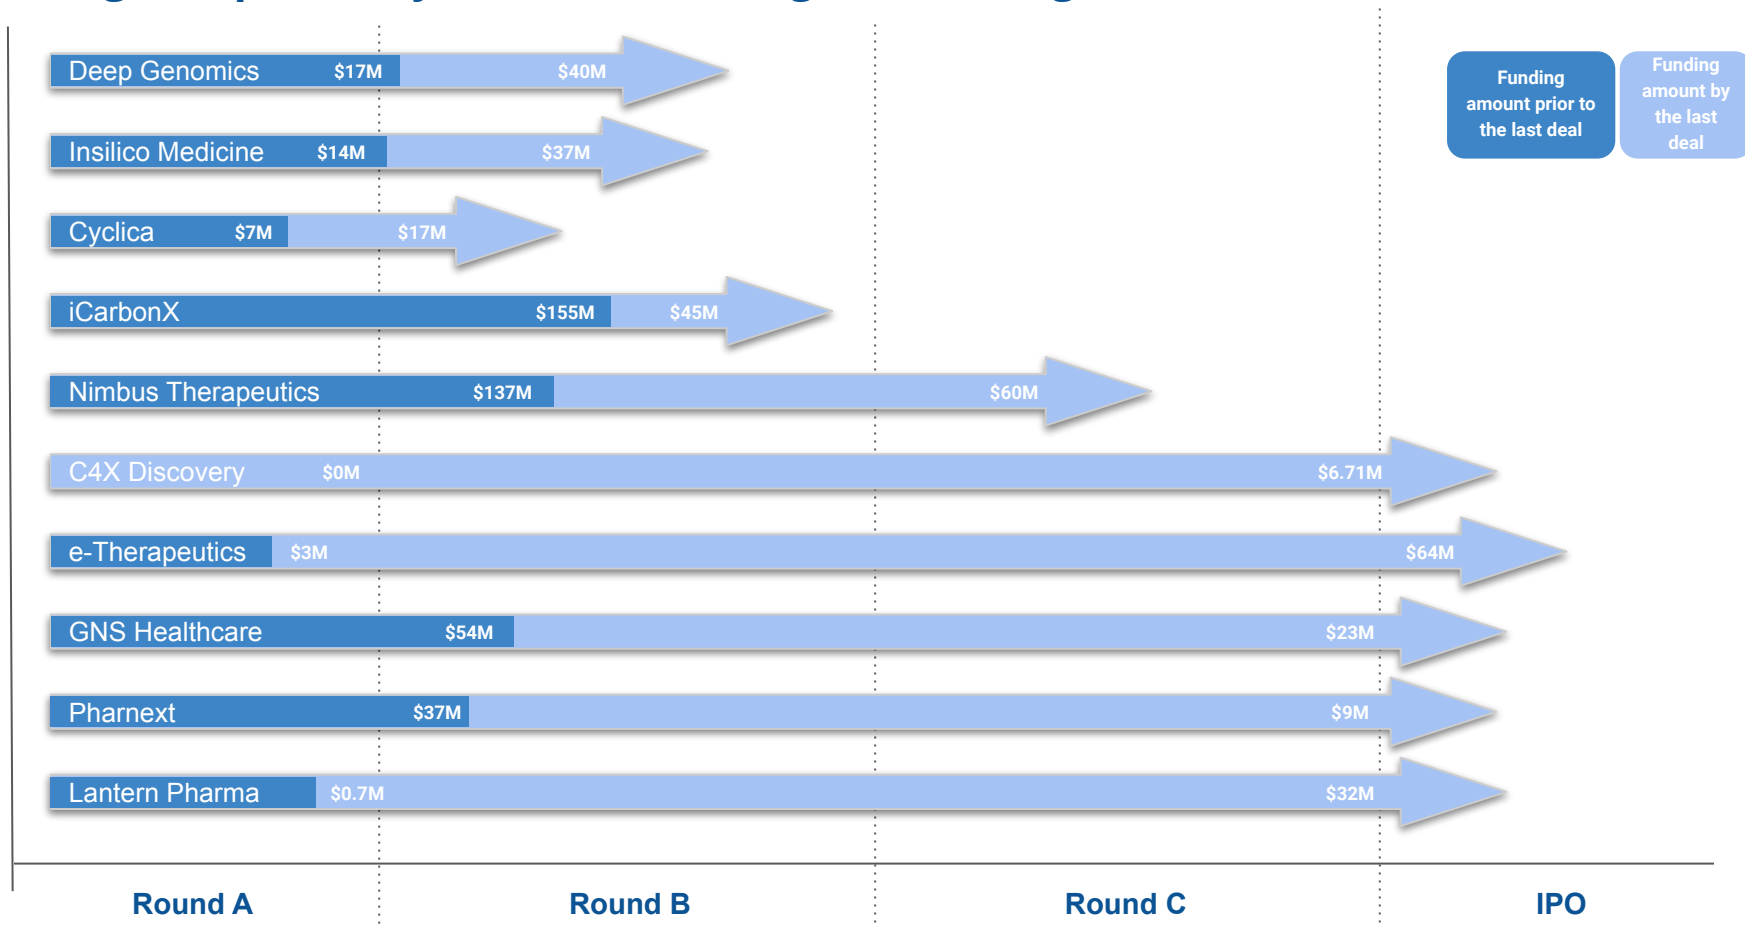 Deep Genomics $17M $40M
Insilico Medicine $14M $37M
Cyclica $7M $17M
iCarbonX $155M $45M
Nimbus Therapeutics $137M $60M
C4X Discovery $0M $6.71M
e-Therapeutics $3M $64M
GNS Healthcare $54M $23M
Pharnext $37M $9M
Lantern Pharma $0.7M $32M
Funding
amount prior to
the last deal
Funding
amount by
the last
deal
Round A Round B Round C IPO